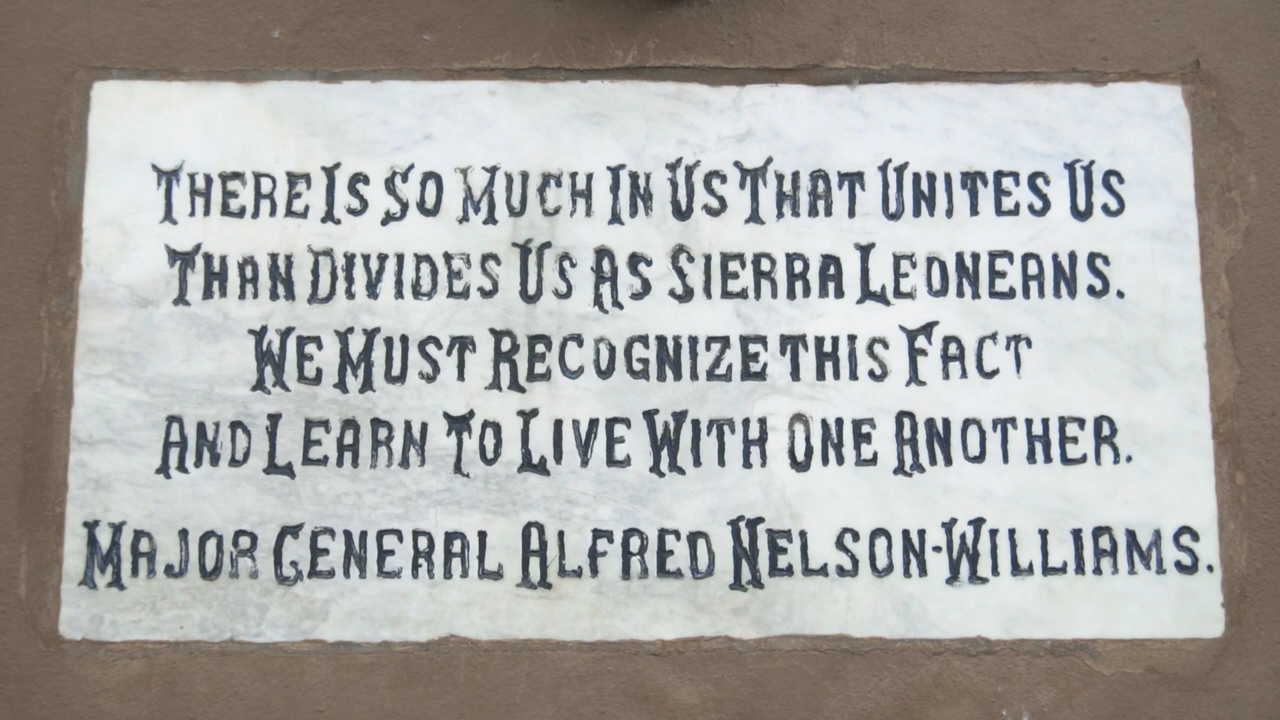 There Is So Much In Us That Unites Us
Than Divides Us As Sierra Leoneans.
We Must Recognize this Fact
And Learn To Live With One Another.
Major General Alfred Nelson-Williams.